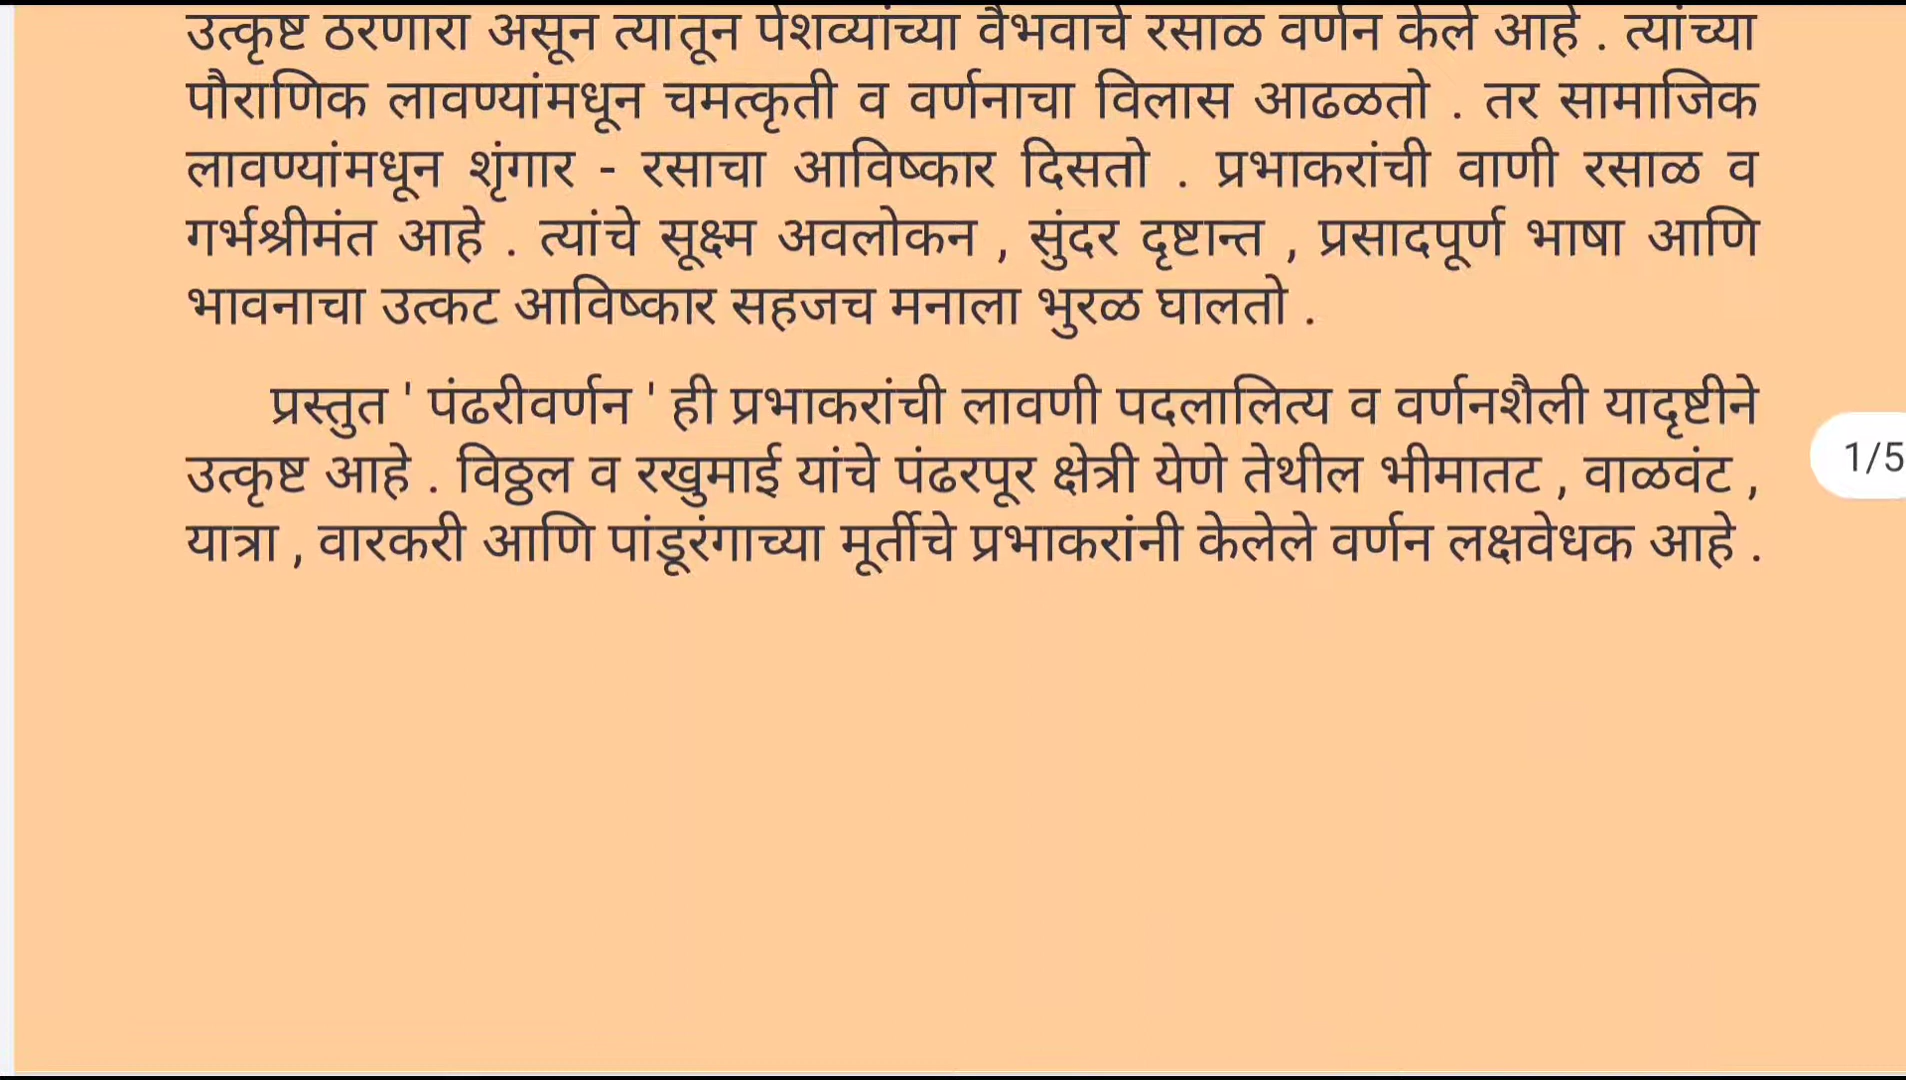 उत्कृष्ट ठरणारा असून त्यातून पेशव्यांच्या वैभवाचे रसाळ वर्णन केले आहे . त्यांच्या
पौराणिक लावण्यांमधून चमत्कृती व वर्णनाचा विलास आढळतो . तर सामाजिक
लावण्यांमधून शृंगार - रसाचा आविष्कार दिसतो . प्रभाकरांची वाणी रसाळ व
गर्भश्रीमंत आहे . त्यांचे सूक्ष्म अवलोकन , सुंदर दृष्टान्त , प्रसादपूर्ण भाषा आणि
भावनाचा उत्कट आविष्कार सहजच मनाला भुरळ घालतो .
प्रस्तुत ' पंढरीवर्णन ' ही प्रभाकरांची लावणी पदलालित्य व वर्णनशैली यादृष्टीने
उत्कृष्ट आहे . विठ्ठल व रखुमाई यांचे पंढरपूर क्षेत्री येणे तेथील भीमातट , वाळवंट ,
यात्रा , वारकरी आणि पांडूरंगाच्या मूर्तीचे प्रभाकरांनी केलेले वर्णन लक्षवेधक आहे .
1/5